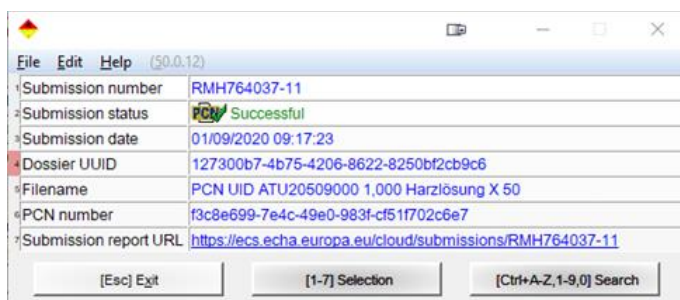 File Edit Help (50.0.12)
1 Submission number RMH764037-11
2 Submission status PCN Successful
3 Submission date 01/09/2020 09:17:23
4 Dossier UUID 127300b7-4b75-4206-8622-8250bf2cb9c6
5 Filename PCN UID ATU20509000 1,000 Harzlösung X 50
6 PCN number f3c8e699-7e4c-49e0-983f-cf51f702c6e7
7 Submission report URL https://ecs.echa.europa.eu/cloud/submissions/RMH764037-11
[Esc] Exit [1-7] Selection [Ctrl+A-Z,1-9,0] Search